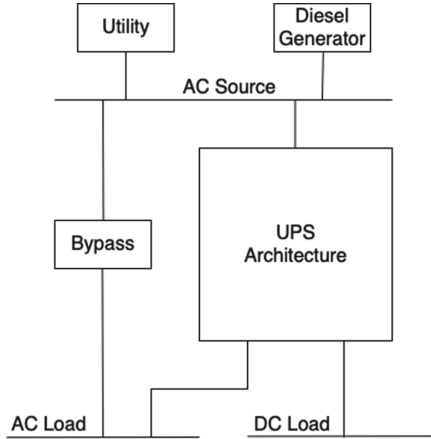 Utility
Diesel
Generator
AC Source
Bypass
UPS
Architecture
AC Load
DC Load